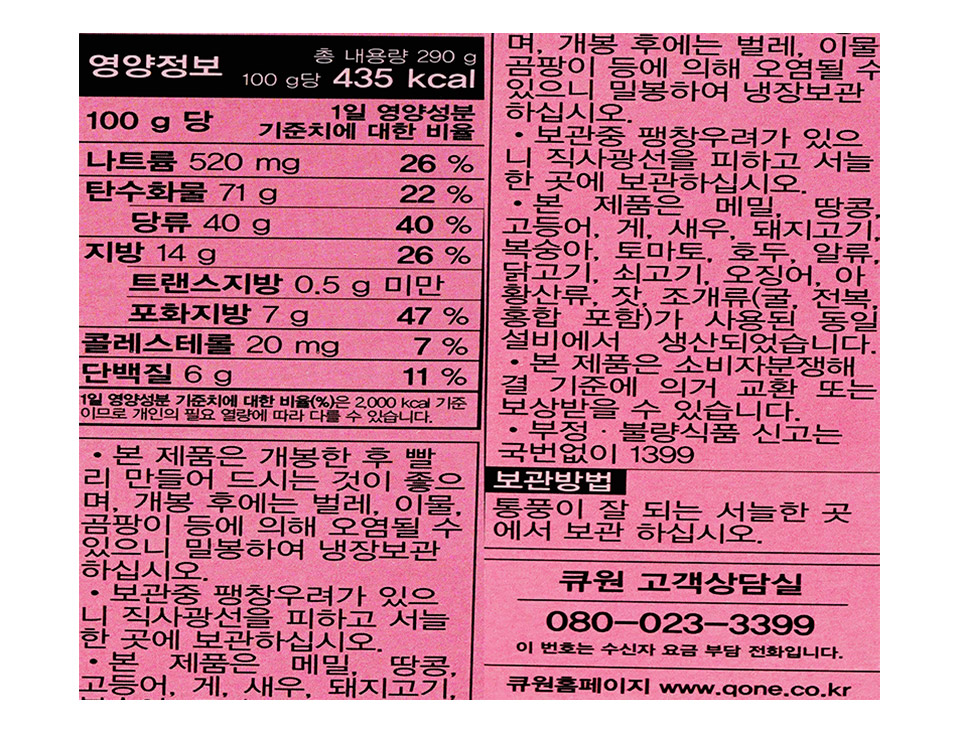 영양정보
총 내용량 290 g
100 g당 435 kcal
100 g 당
1일 영양성분
기준치에 대한 비율
나트륨 520 mg 26 %
탄수화물 71 g 22 %
당류 40 g 40 %
지방 14 g 26 %
트랜스지방 0.5 g 미만
포화지방 7 g 47 %
콜레스테롤 20 mg 7 %
단백질 6 g 11 %
1일 영양성분 기준치에 대한 비율(%)은 2,000 kcal 기준
이므로 개인의 필요 열량에 따라 다를 수 있습니다.
• 본 제품은 개봉한 후 빨
리 만들어 드시는 것이 좋으
며, 개봉 후에는 벌레, 이물,
곰팡이 등에 의해 오염될 수
있으니 밀봉하여 냉장보관
하십시오.
• 보관중 팽창우려가 있으
니 직사광선을 피하고 서늘
한 곳에 보관하십시오.
• 본 제품은 메밀, 땅콩,
고등어, 게, 새우, 돼지고기,
며, 개봉 후에는 벌레, 이물
곰팡이 등에 의해 오염될 수
있으니 밀봉하여 냉장보관
하십시오.
• 보관중 팽창우려가 있으
니 직사광선을 피하고 서늘
한 곳에 보관하십시오.
• 본 제품은 메밀, 땅콩,
고등어, 게, 새우, 돼지고기,
복숭아, 토마토, 호두, 알류,
닭고기, 쇠고기, 오징어, 아
황산류, 잣, 조개류(굴, 전복,
홍합 포함)가 사용된 동일
설비에서 생산되었습니다.
• 본 제품은 소비자분쟁해
결 기준에 의거 교환 또는
보상받을 수 있습니다.
• 부정 · 불량식품 신고는
국번없이 1399
보관방법
통풍이 잘 되는 서늘한 곳
에서 보관 하십시오.
큐원 고객상담실
080-023-3399
이 번호는 수신자 요금 부담 전화입니다.
큐원홈페이지 www.qone.co.kr